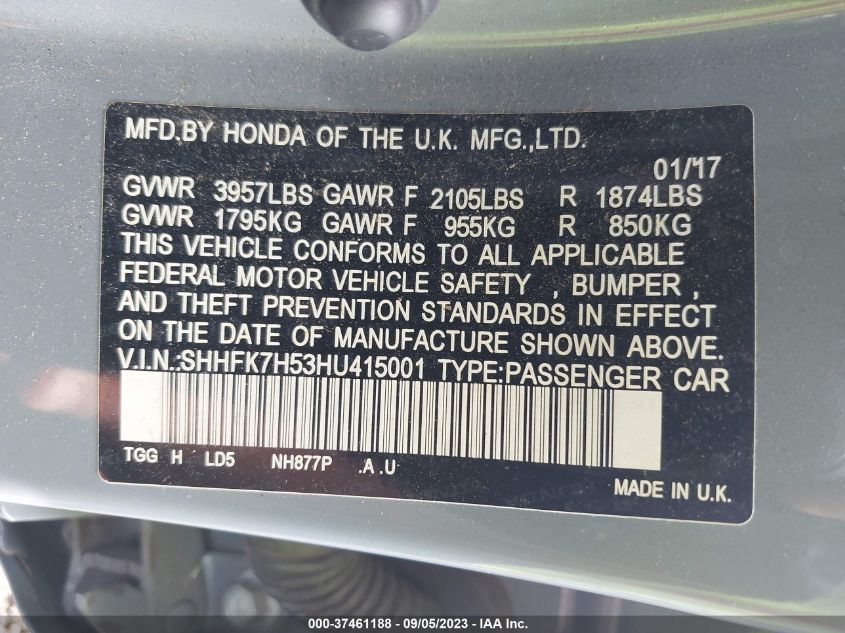 MFD.BY HONDA OF THE U.K. MFG.,LTD.
01/17
GVWR 3957LBS GAWR F 2105LBS R 1874LBS
GVWR 1795KG GAWR F 955KG R 850KG
THIS VEHICLE CONFORMS TO ALL APPLICABLE
FEDERAL MOTOR VEHICLE SAFETY , BUMPER ,
AND THEFT PREVENTION STANDARDS IN EFFECT
ON THE DATE OF MANUFACTURE SHOWN ABOVE.
V.I.N.:SHHFK7H53HU415001 TYPE:PASSENGER CAR
TGG H LD5 NH877P .A .U
MADE IN U.K.
000-37461188 - 09/05/2023 - IAA Inc.